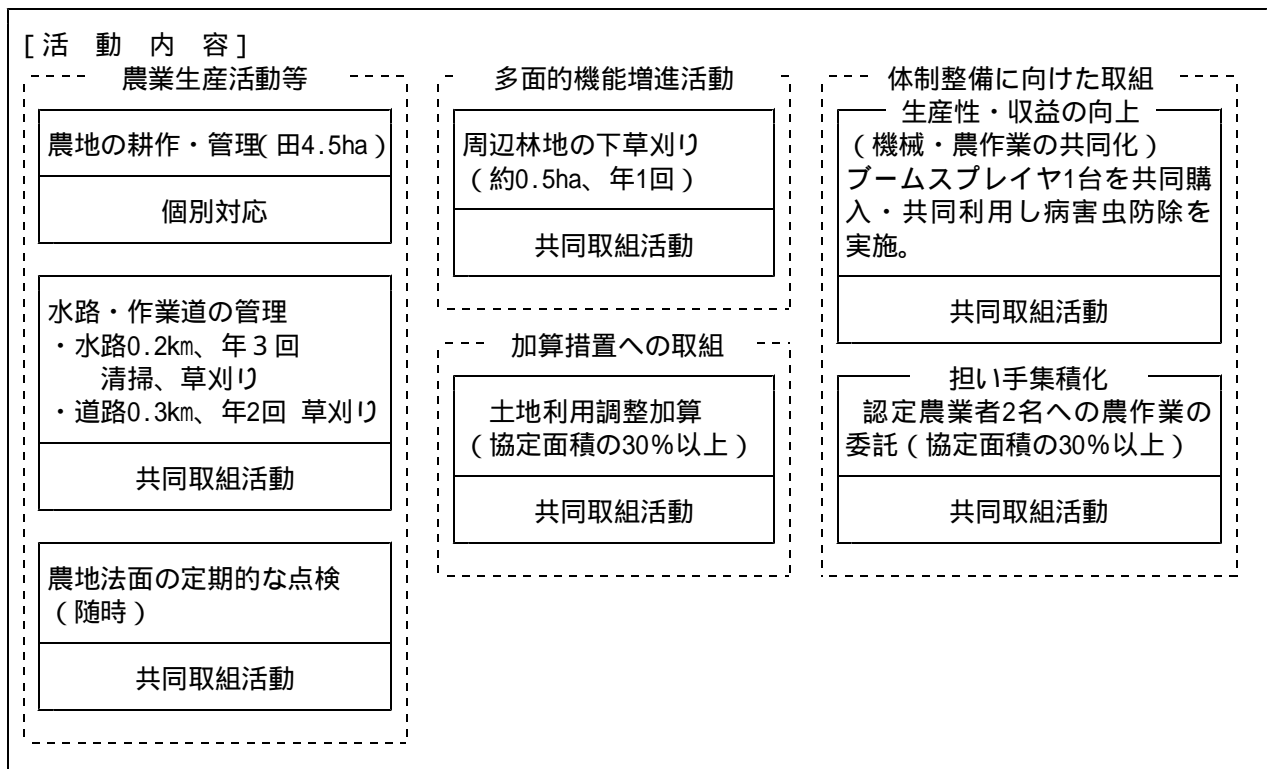 [活 動 内 容]
農業生産活動等
農地の耕作・管理(田4.5ha)
個別対応
水路・作業道の管理
・水路0.2㎞、年３回
清掃、草刈り
・道路0.3㎞、年2回 草刈り
共同取組活動
農地法面の定期的な点検
(随時)
共同取組活動
多面的機能増進活動
周辺林地の下草刈り
(約0.5ha、年1回)
共同取組活動
加算措置への取組
土地利用調整加算
(協定面積の30％以上)
共同取組活動
体制整備に向けた取組
生産性・収益の向上
(機械・農作業の共同化)
ブームスプレイヤ1台を共同購
入・共同利用し病害虫防除を
実施。
共同取組活動
担い手集積化
認定農業者2名への農作業の
委託(協定面積の30％以上)
共同取組活動